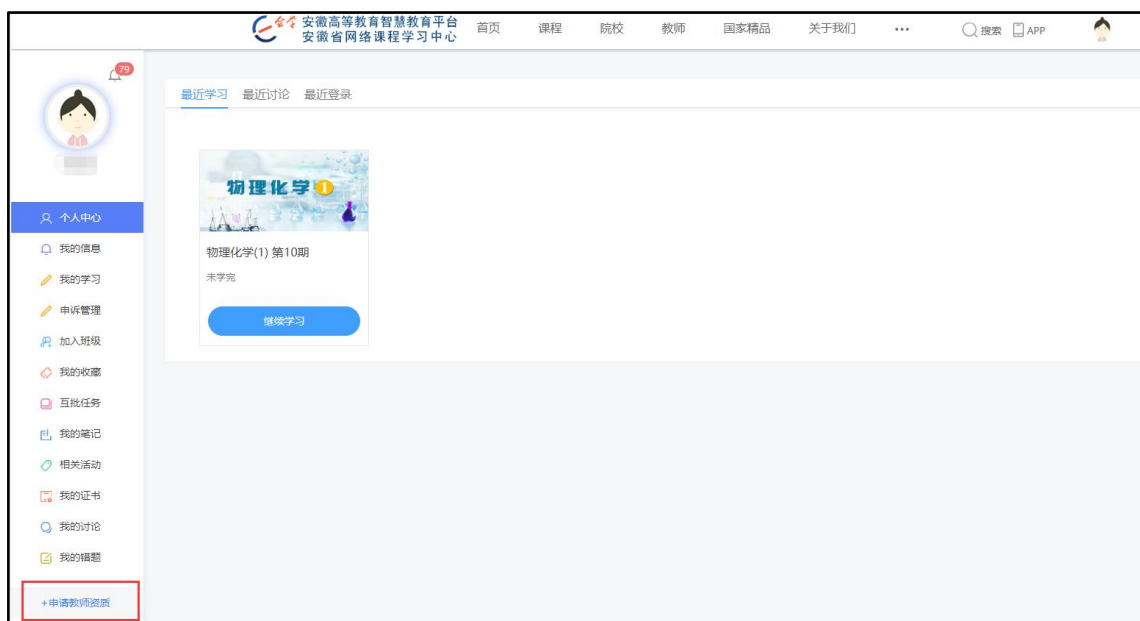 安徽高等教育智慧教育平台
安徽省网络课程学习中心
首页 课程 院校 教师 国家精品 关于我们 ••• 搜索 APP
79
最近学习 最近讨论 最近登录
物理化学1
物理化学(1) 第10期
未学完
继续学习
个人中心
我的信息
我的学习
申诉管理
加入班级
我的收藏
互批任务
我的笔记
相关活动
我的证书
我的讨论
我的错题
+申请教师资质